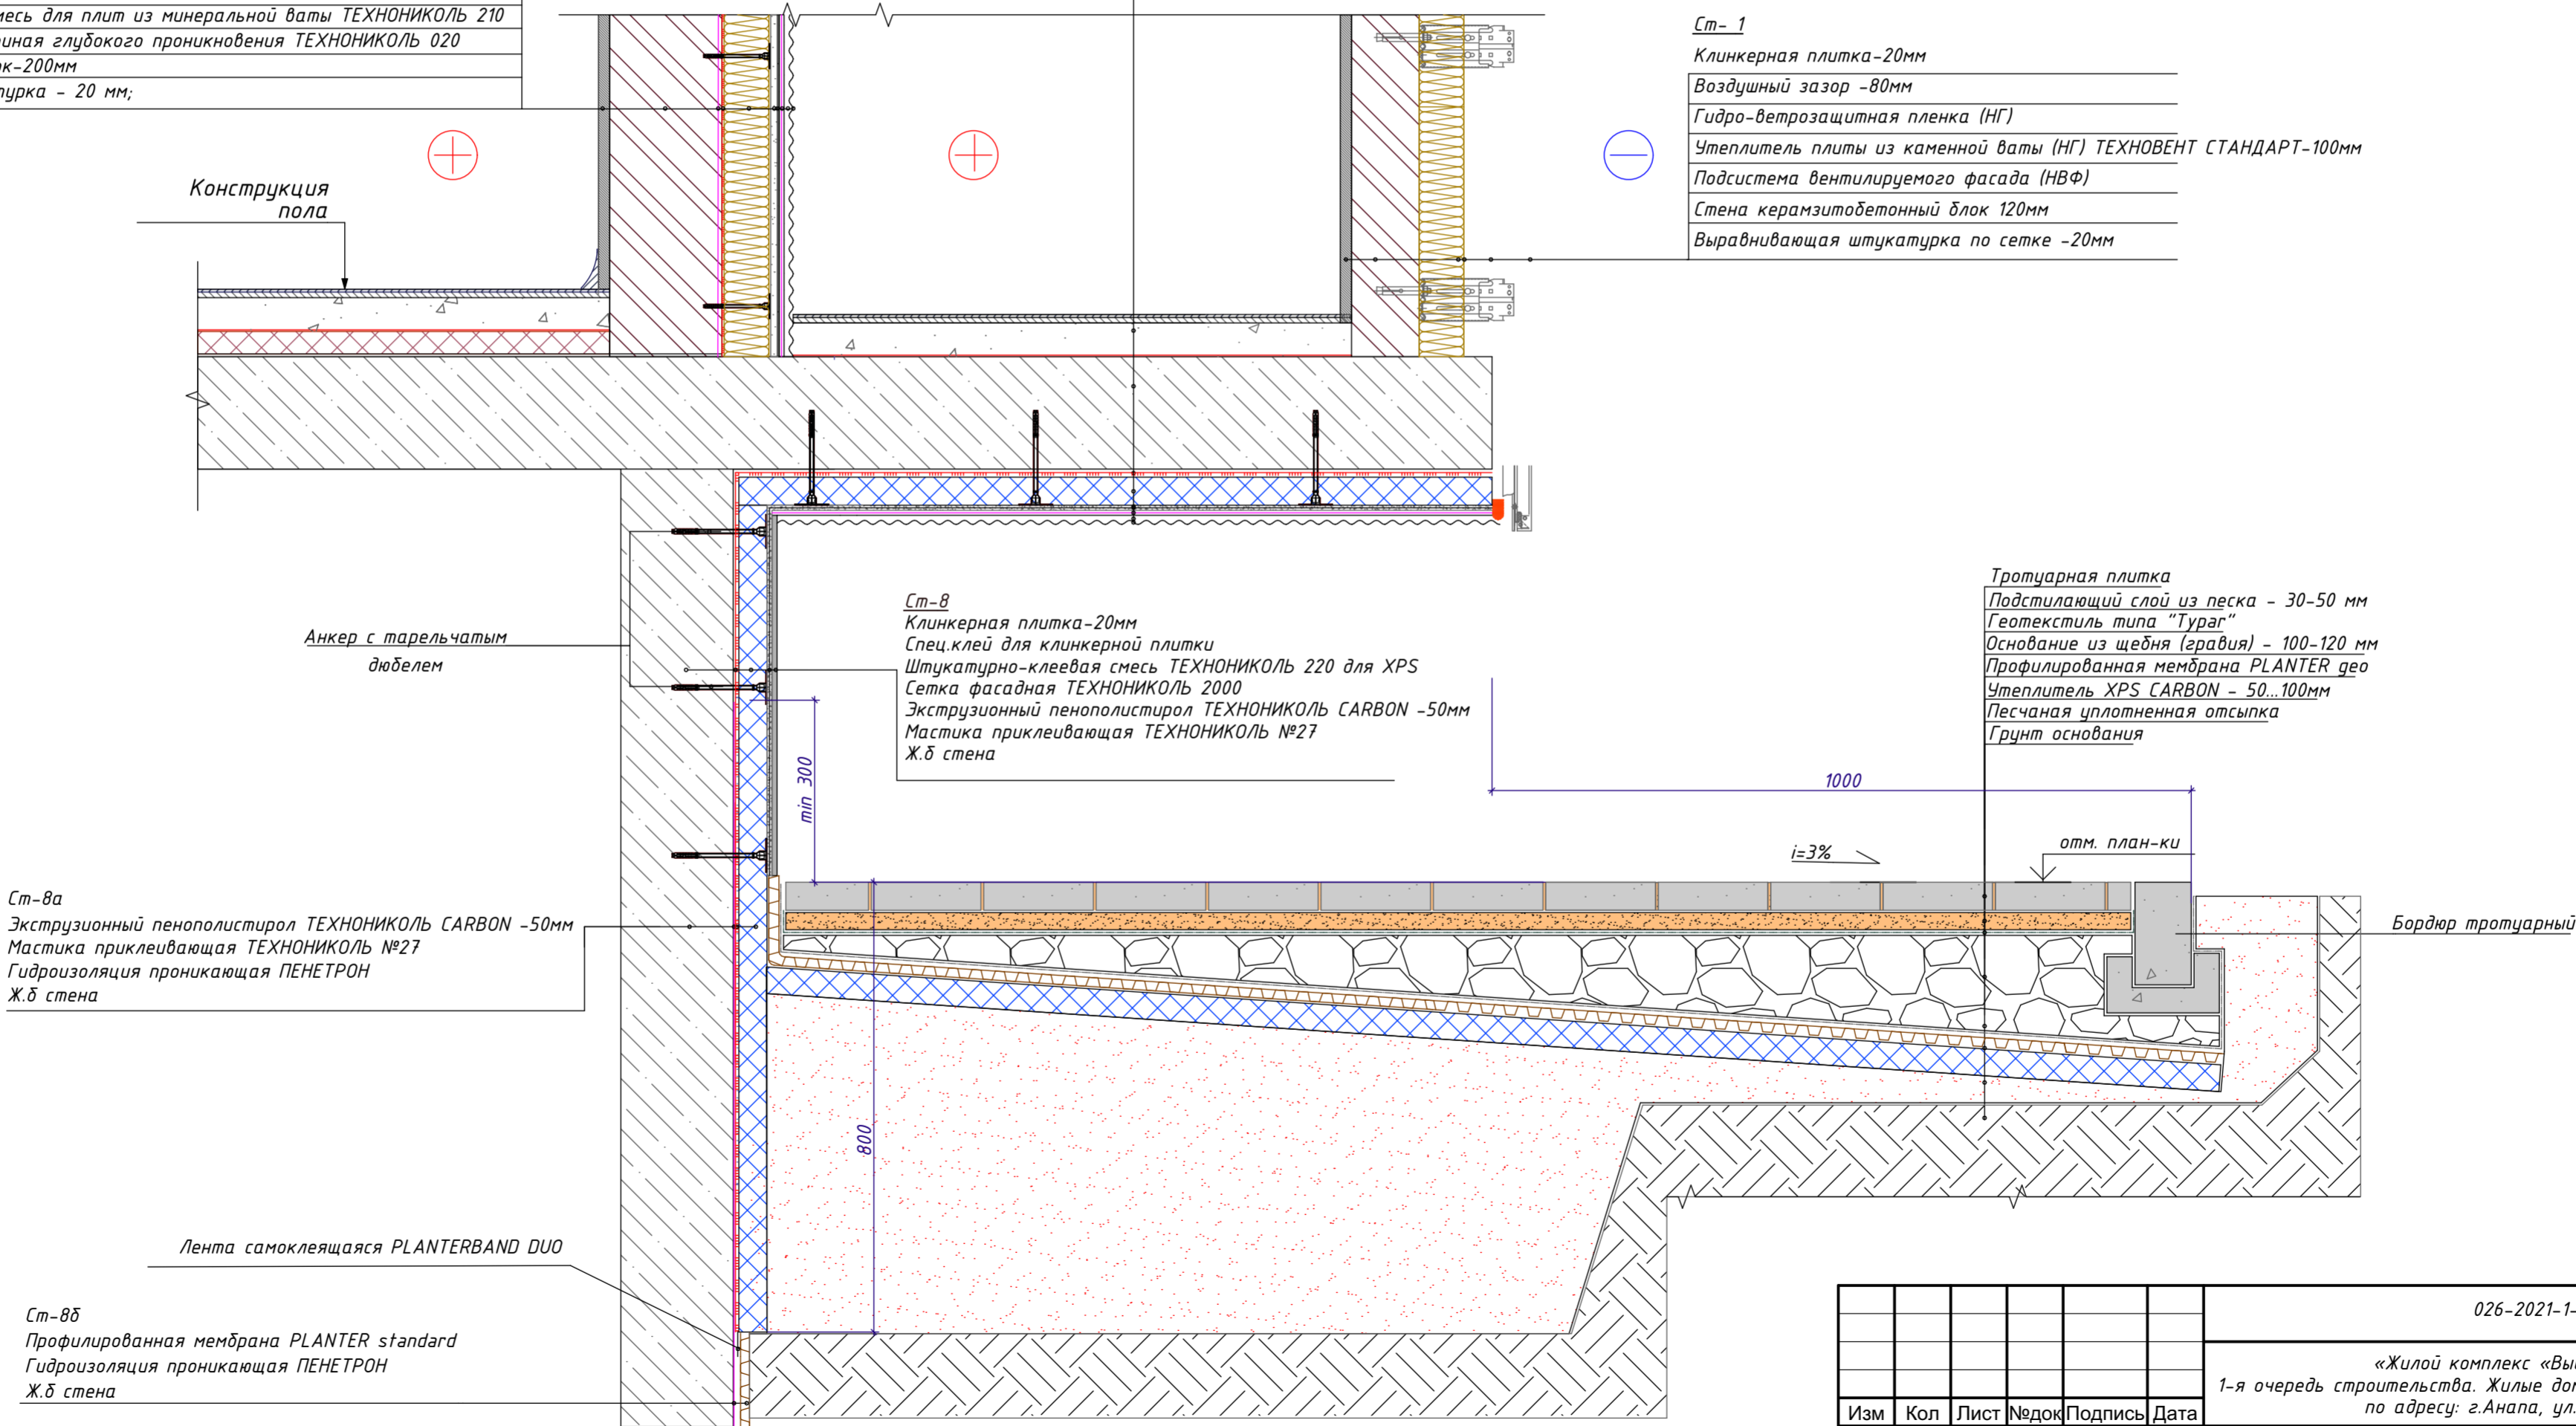 для плит из минеральной ваты ТЕХНОНИКОЛЬ 210
глубокого проникновения ТЕХНОНИКОЛЬ 020
-200мм
- 20 мм;
Конструкция
пола
Ст- 1
Клинкерная плитка-20мм
Воздушный зазор -80мм
Гидро-ветрозащитная пленка (НГ)
Утеплитель плиты из каменной ваты (НГ) ТЕХНОВЕНТ СТАНДАРТ-100мм
Подсистема вентилируемого фасада (НВФ)
Стена керамзитобетонный блок 120мм
Выравнивающая штукатурка по сетке -20мм
Анкер с тарельчатым
дюбелем
Ст-8
Клинкерная плитка-20мм
Спец.клей для клинкерной плитки
Штукатурно-клеевая смесь ТЕХНОНИКОЛЬ 220 для XPS
Сетка фасадная ТЕХНОНИКОЛЬ 2000
Экструзионный пенополистирол ТЕХНОНИКОЛЬ CARBON -50мм
Мастика приклеивающая ТЕХНОНИКОЛЬ №27
Ж.б стена
Тротуарная плитка
Подстилающий слой из песка - 30-50 мм
Геотекстиль типа "Typar"
Основание из щебня (гравия) - 100-120 мм
Профилированная мембрана PLANTER geo
Утеплитель XPS CARBON - 50...100мм
Песчаная уплотненная отсыпка
Грунт основания
min 300
1000
i=3%
отм. план-ки
Бордюр тротуарный
Ст-8а
Экструзионный пенополистирол ТЕХНОНИКОЛЬ CARBON -50мм
Мастика приклеивающая ТЕХНОНИКОЛЬ №27
Гидроизоляция проникающая ПЕНЕТРОН
Ж.б стена
800
Лента самоклеящаяся PLANTERBAND DUO
Ст-8б
Профилированная мембрана PLANTER standard
Гидроизоляция проникающая ПЕНЕТРОН
Ж.б стена
026-2021-1-
«Жилой комплекс
1-я очередь строительства. Жилые
по адресу: г.Анапа, ул.
Изм Кол Лист №док Подпись Дата